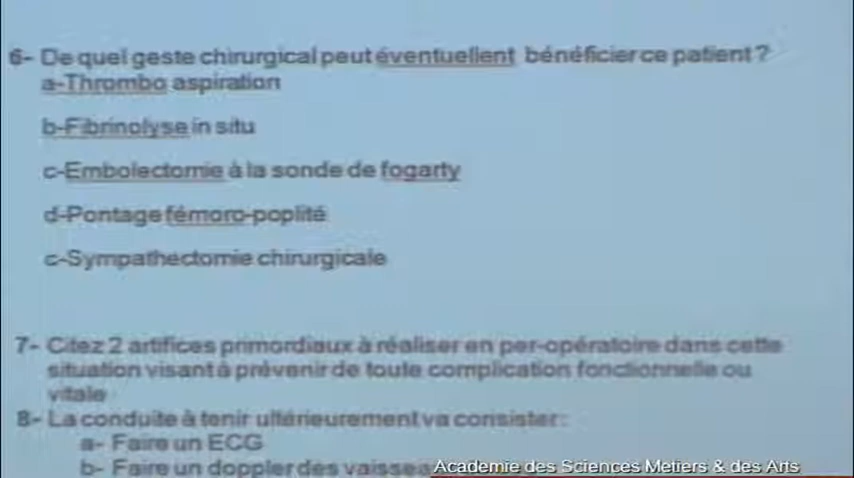 6- De quel geste chirurgical peut éventuellent bénéficier ce patient ?
a-Thrombo aspiration
b-Fibrinolyse in situ
c-Embolectomie à la sonde de fogarty
d-Pontage fémoro-poplité
c-Sympathectomie chirurgicale
7- Citez 2 artifices primordiaux à réaliser en per-opératoire dans cette
situation visant à prévenir de toute complication fonctionnelle ou
vitale
8- La conduite à tenir ultérieurement va consister :
a- Faire un ECG
b- Faire un doppler des vaissea
Academie des Sciences Metiers & des Arts